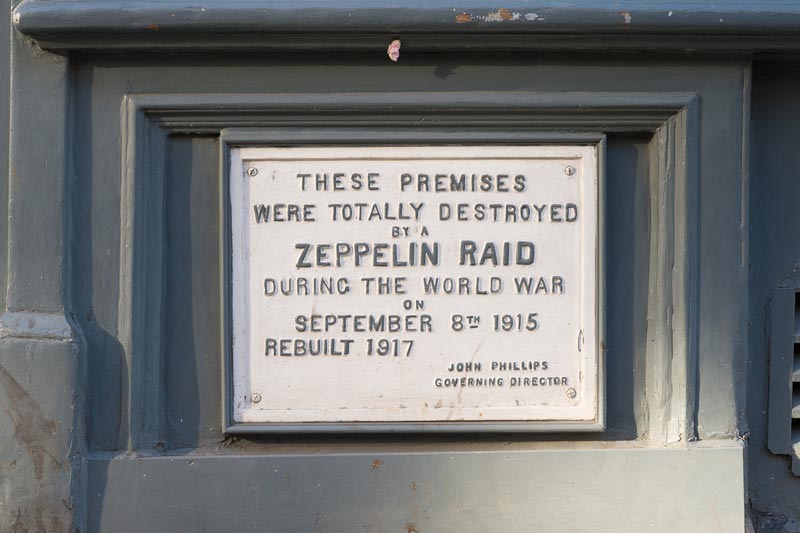 THESE PREMISES
WERE TOTALLY DESTROYED
BY A
ZEPPELIN RAID
DURING THE WORLD WAR
ON
SEPTEMBER 8TH 1915
REBUILT 1917
JOHN PHILLIPS
GOVERNING DIRECTOR